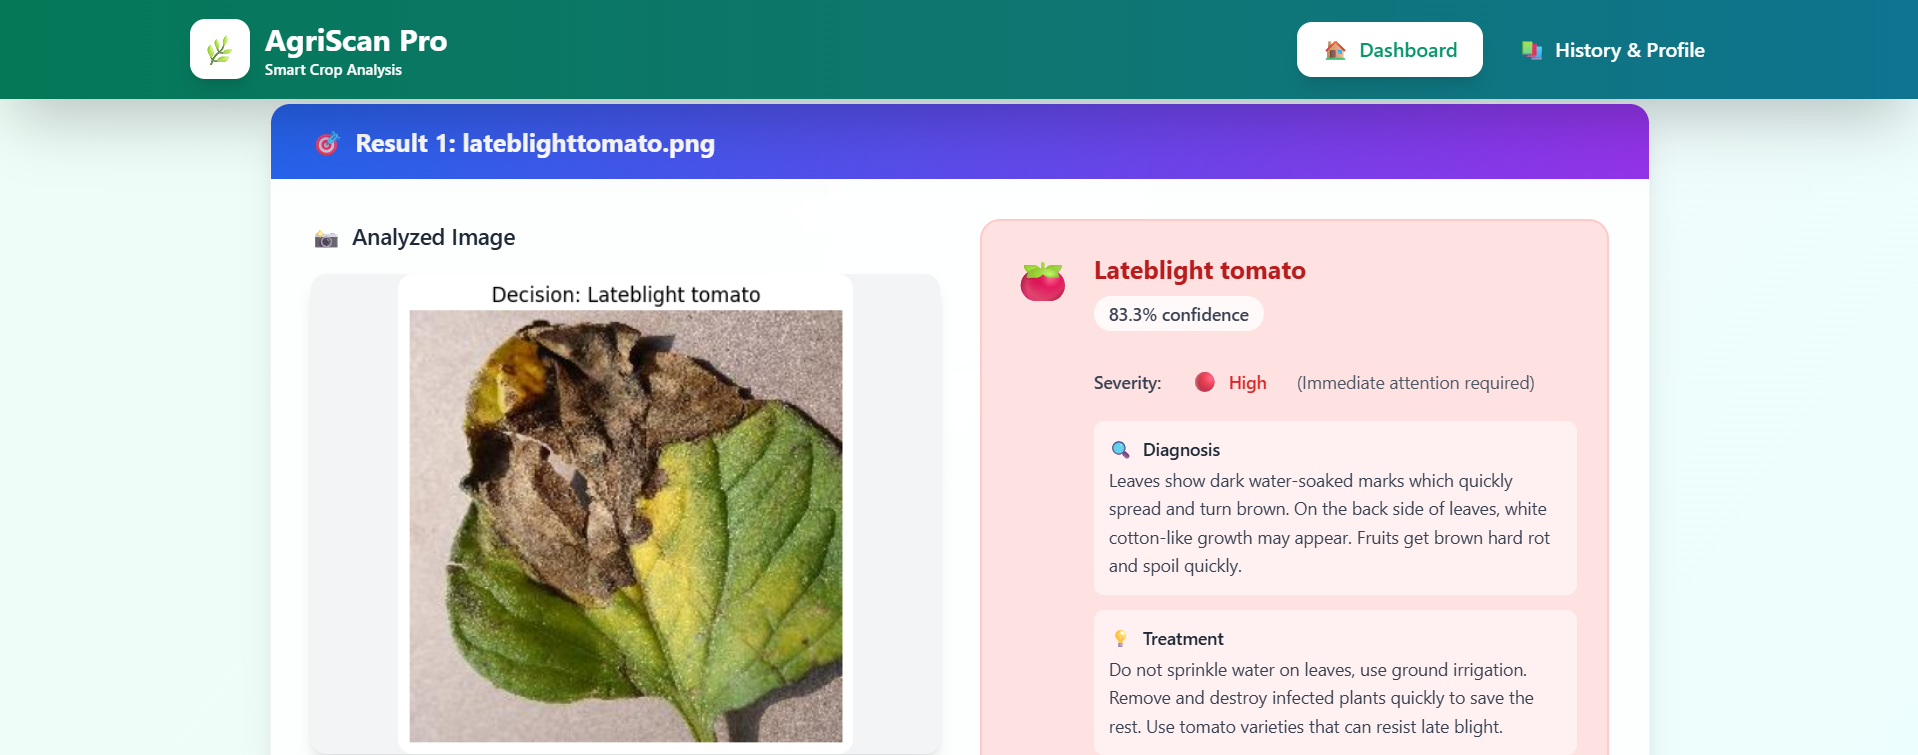 AgriScan Pro
Smart Crop Analysis
Dashboard
History & Profile
Result 1: lateblighttomato.png
Analyzed Image
Decision: Lateblight tomato
Lateblight tomato
83.3% confidence
Severity: High (Immediate attention required)
Diagnosis
Leaves show dark water-soaked marks which quickly
spread and turn brown. On the back side of leaves, white
cotton-like growth may appear. Fruits get brown hard rot
and spoil quickly.
Treatment
Do not sprinkle water on leaves, use ground irrigation.
Remove and destroy infected plants quickly to save the
rest. Use tomato varieties that can resist late blight.